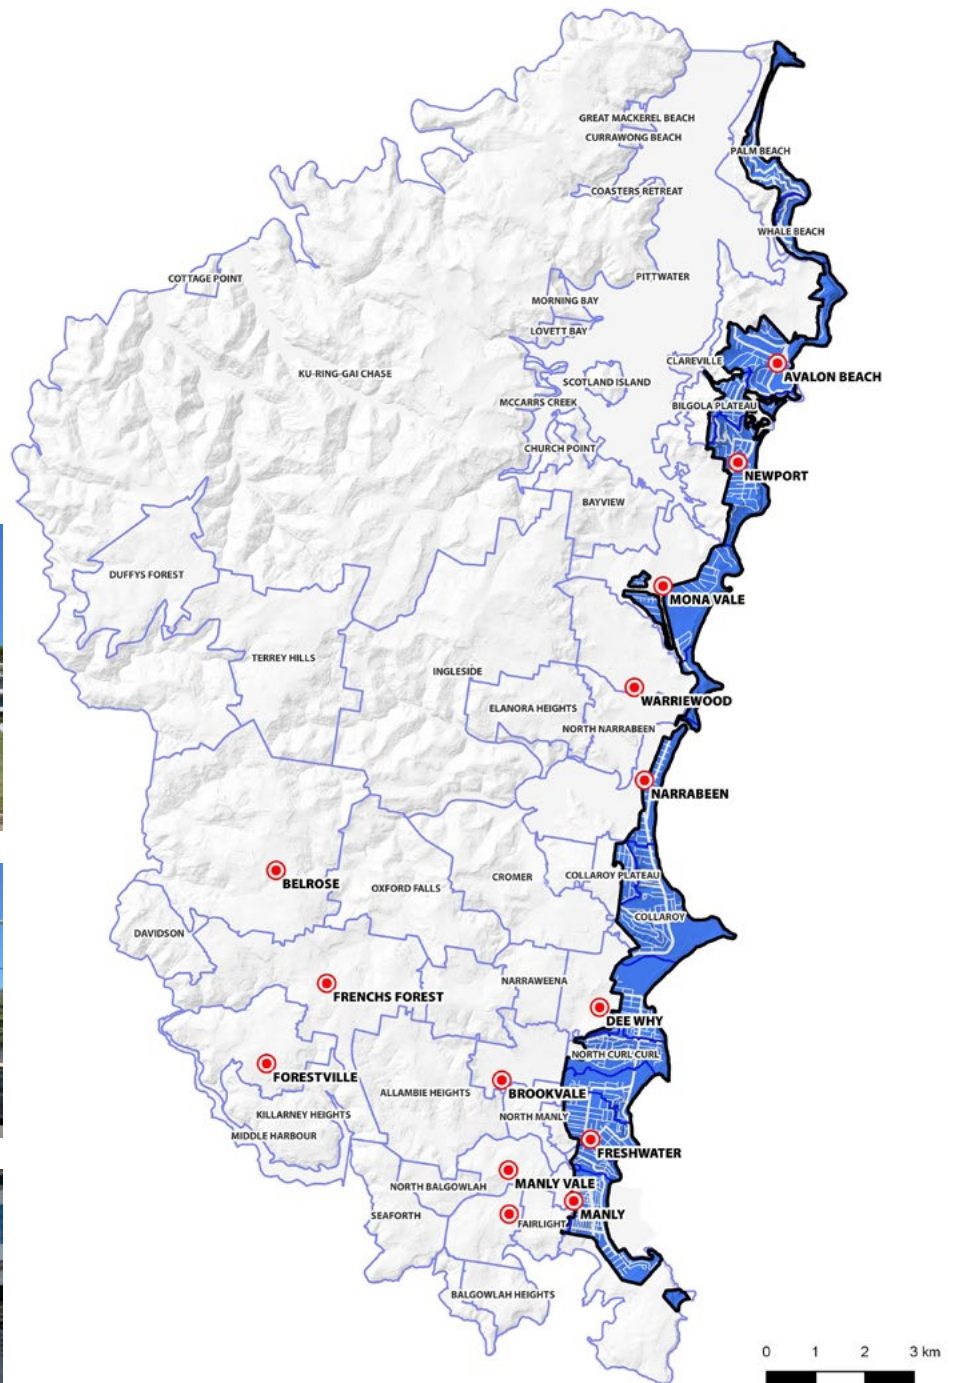 GREAT MACKEREL BEACH
CURRAWONG BEACH
PALM BEACH
COASTERS RETREAT
WHALE BEACH
COTTAGE POINT
PITTWATER
MORNING BAY
LOVETT BAY
CLAREVILLE
KU-RING-GAI CHASE
AVALON BEACH
SCOTLAND ISLAND
MCCARRS CREEK
BILGOLA PLATEAU
CHURCH POINT
NEWPORT
BAYVIEW
DUFFYS FOREST
MONA VALE
TERREY HILLS
INGLESIDE
WARRIEWOOD
ELANORA HEIGHTS
NORTH NARRABEEN
NARRABEEN
BELROSE
OXFORD FALLS
CROMER
COLLAROY PLATEAU
COLLAROY
DAVIDSON
NARRAWEENA
FRENCHS FOREST
DEE WHY
NORTH CURL CURL
FORESTVILLE
ALLAMBIE HEIGHTS
BROOKVALE
KILLARNEY HEIGHTS
NORTH MANLY
MIDDLE HARBOUR
FRESHWATER
NORTH BALGOWLAH
MANLY VALE
SEAFORTH
FAIRLIGHT
MANLY
BALGOWLAH HEIGHTS
0 1 2 3 km